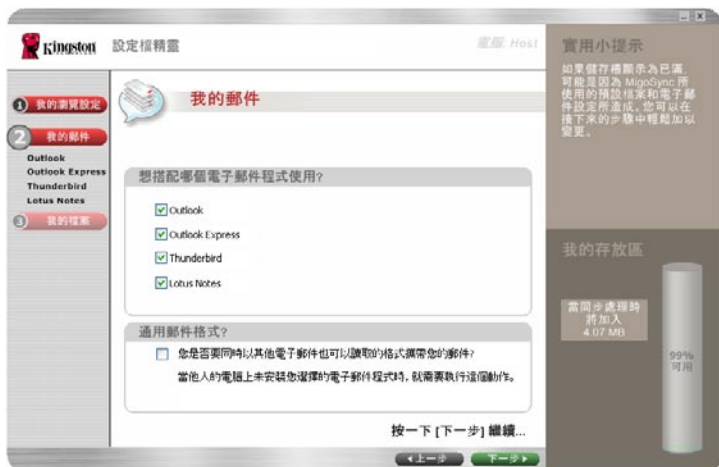 Kingston
設定檔精靈
電腦: Host
1 我的瀏覽設定
2 我的郵件
Outlook
Outlook Express
Thunderbird
Lotus Notes
3 我的檔案
我的郵件
想搭配哪個電子郵件程式使用?
Outlook
Outlook Express
Thunderbird
Lotus Notes
通用郵件格式?
您是否要同時以其他電子郵件也可以讀取的格式攜帶您的郵件?
當他人的電腦上未安裝您選擇的電子郵件程式時, 就需要執行這個動作。
按一下 [下一步] 繼續...
上一步
下一步
實用小提示
如果儲存槽顯示為已滿
可能是因為 MigoSync 所
使用的預設檔案和電子郵
件設定所造成。您可以在
接下來的步驟中輕鬆加以
變更。
我的存放區
當同步處理時
將加入
4.07 MB
99%
可用